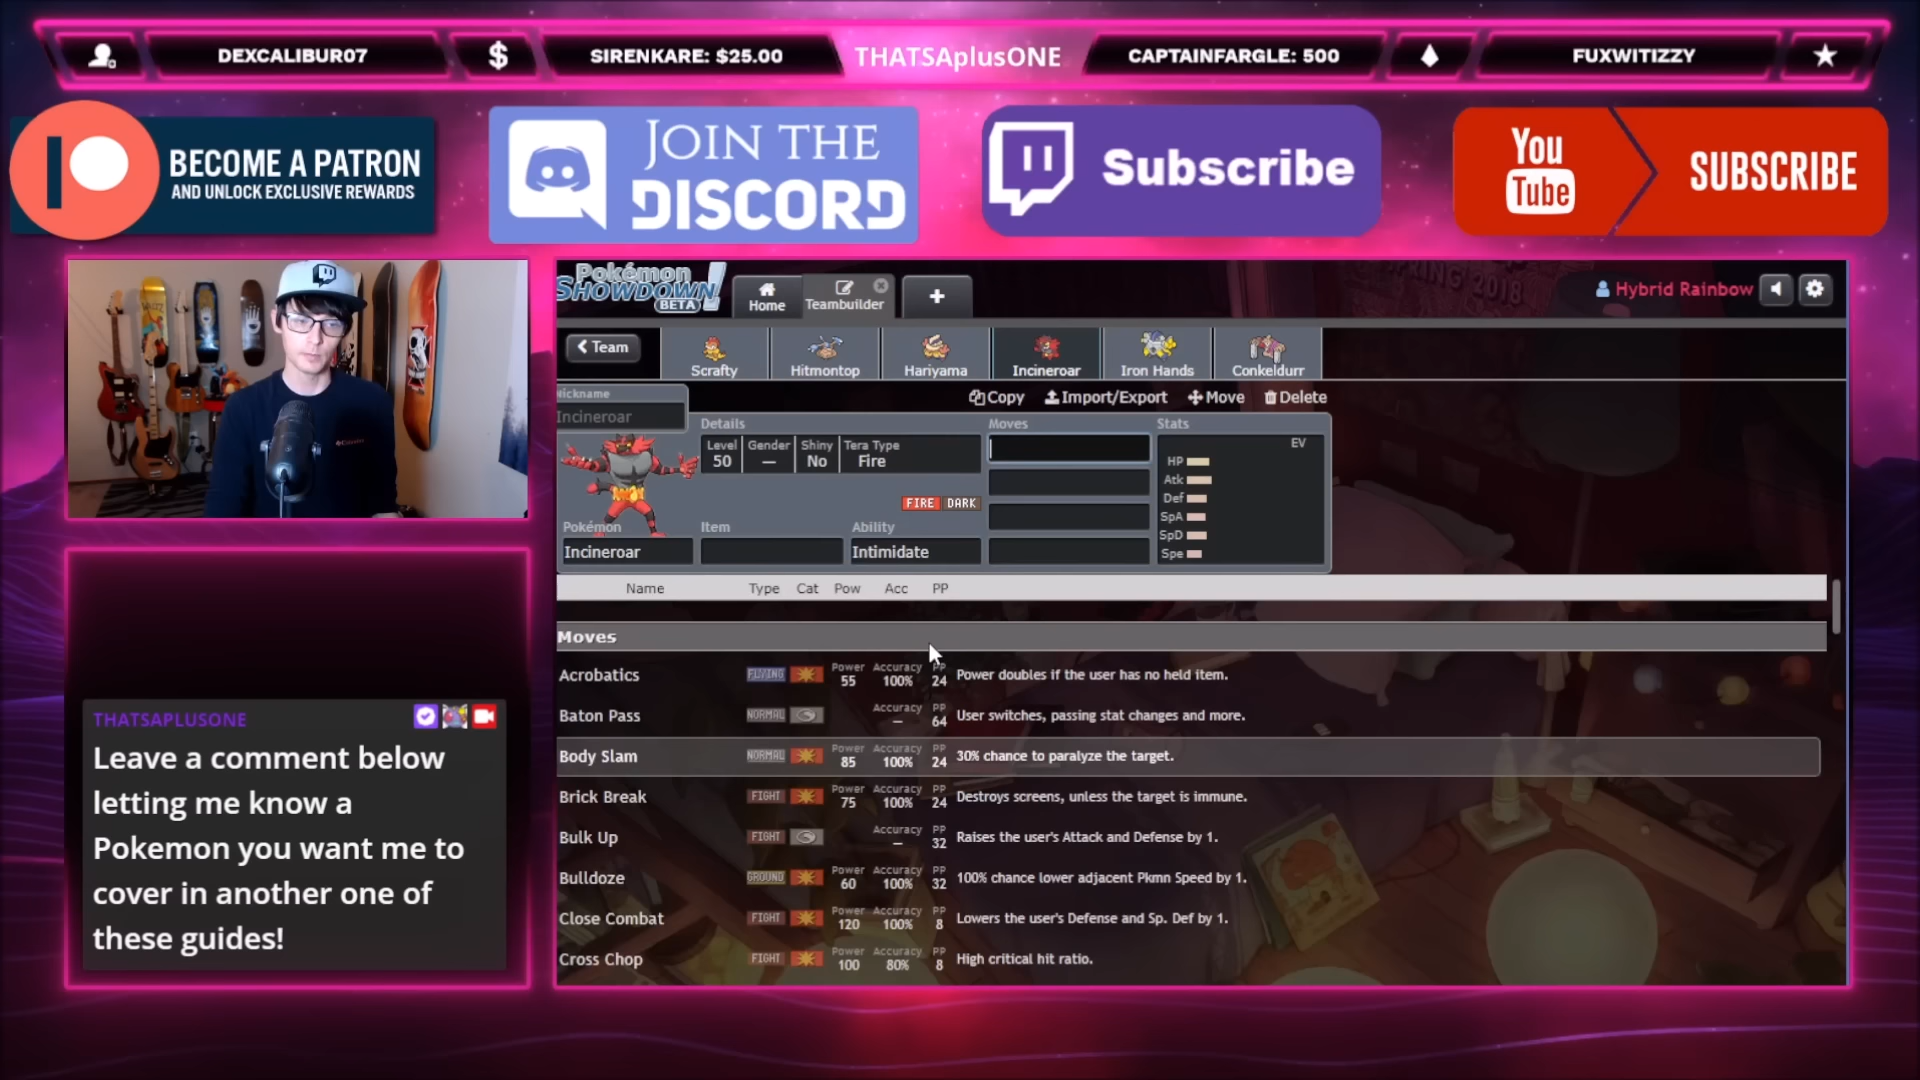 DEXCALIBUR07
$
SIRENKARE: $25.00
THATSAplusONE
CAPTAINFARGLE: 500
FUXWITIZZY
BECOME A PATRON
AND UNLOCK EXCLUSIVE REWARDS
JOIN THE
DISCORD
Subscribe
You
Tube
SUBSCRIBE
Pokémon
SHOWDOWN!
BETA
Home
Teambuilder
+
SPRING 2018
Hybrid Rainbow
Team
Scrafty
Hitmontop
Hariyama
Incineroar
Iron Hands
Conkeldurr
Copy
Import/Export
Move
Delete
Nickname
Incineroar
Details
Level
50
Gender
—
Shiny
No
Tera Type
Fire
FIRE DARK
Pokémon
Incineroar
Item
Ability
Intimidate
Moves
Stats
EV
HP
Atk
Def
SpA
SpD
Spe
Name Type Cat Pow Acc PP
Moves
Acrobatics FLYING Power 55 Accuracy 100% PP 24 Power doubles if the user has no held item.
Baton Pass NORMAL Accuracy — PP 64 User switches, passing stat changes and more.
Body Slam NORMAL Power 85 Accuracy 100% PP 24 30% chance to paralyze the target.
Brick Break FIGHT Power 75 Accuracy 100% PP 24 Destroys screens, unless the target is immune.
Bulk Up FIGHT Accuracy — PP 32 Raises the user's Attack and Defense by 1.
Bulldoze GROUND Power 60 Accuracy 100% PP 32 100% chance lower adjacent Pkmn Speed by 1.
Close Combat FIGHT Power 120 Accuracy 100% PP 8 Lowers the user's Defense and Sp. Def by 1.
Cross Chop FIGHT Power 100 Accuracy 80% PP 8 High critical hit ratio.
THATSAPLUSONE
Leave a comment below
letting me know a
Pokemon you want me to
cover in another one of
these guides!